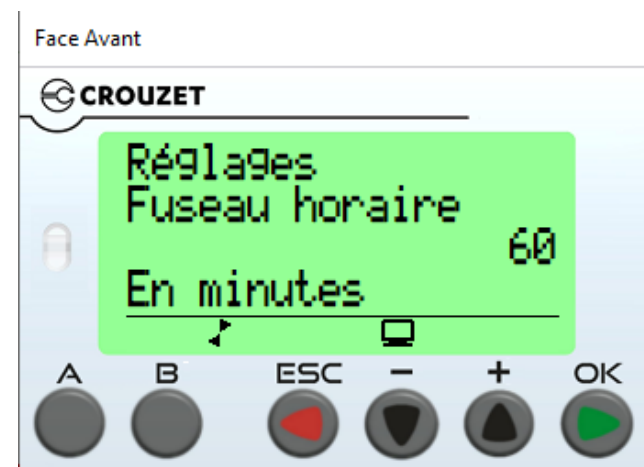 Face Avant
CROUZET
Réglages
Fuseau horaire
60
En minutes
A B ESC - + OK